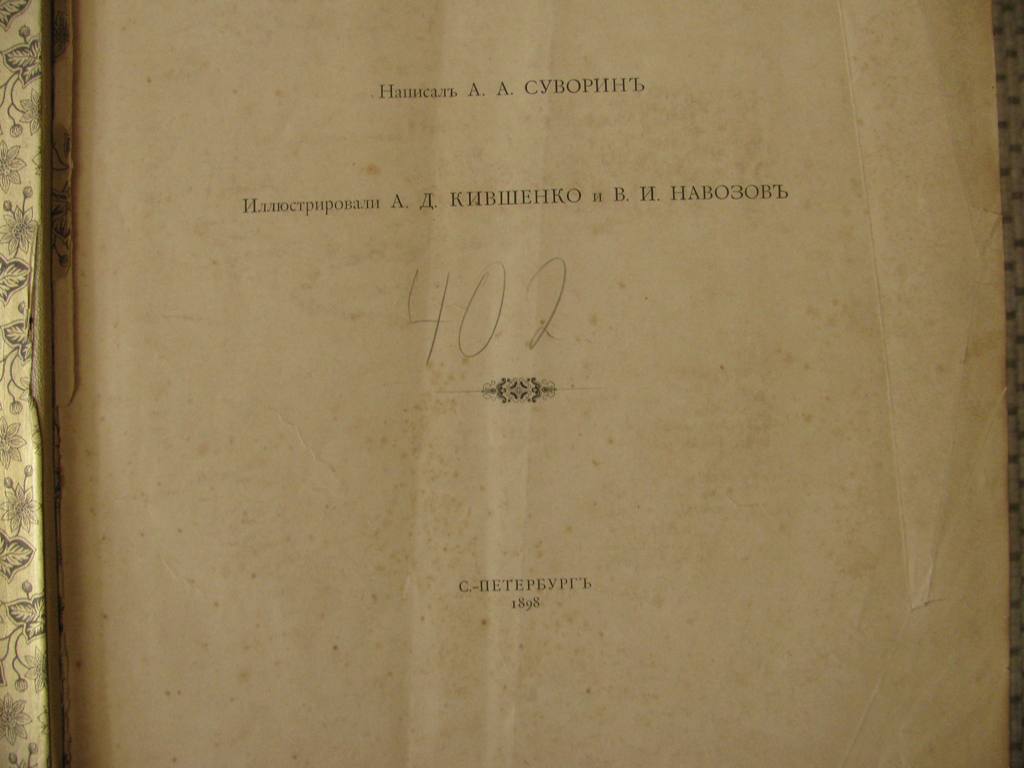 Написалъ А. А. СУВОРИНЪ
Иллюстрировали А. Д. КИВШЕНКО и В. И. НАВОЗОВЪ
402
С.-ПЕТЕРБУРГЪ
1898